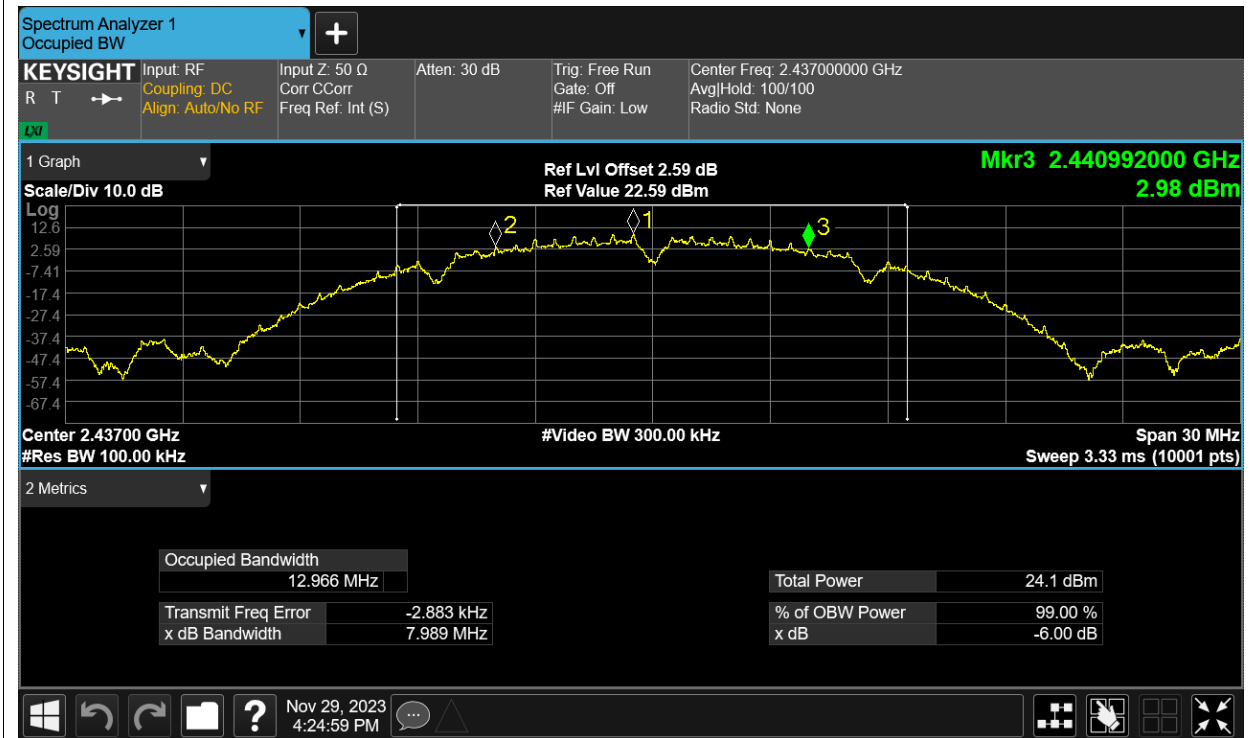 Spectrum Analyzer 1
Occupied BW
KEYSIGHT
R T
LXI
Input: RF
Coupling: DC
Align: Auto/No RF
Input Z: 50 Ω
Corr CCorr
Freq Ref: Int (S)
Atten: 30 dB
Trig: Free Run
Gate: Off
#IF Gain: Low
Center Freq: 2.437000000 GHz
Avg|Hold: 100/100
Radio Std: None
1 Graph
Scale/Div 10.0 dB
Ref Lvl Offset 2.59 dB
Ref Value 22.59 dBm
Mkr3 2.440992000 GHz
2.98 dBm
Log
12.6
2.59
-7.41
-17.4
-27.4
-37.4
-47.4
-57.4
-67.4
2
1
3
Center 2.43700 GHz
#Res BW 100.00 kHz
#Video BW 300.00 kHz
Span 30 MHz
Sweep 3.33 ms (10001 pts)
2 Metrics
Occupied Bandwidth
12.966 MHz
Transmit Freq Error -2.883 kHz
x dB Bandwidth 7.989 MHz
Total Power 24.1 dBm
% of OBW Power 99.00 %
x dB -6.00 dB
?
Nov 29, 2023
4:24:59 PM